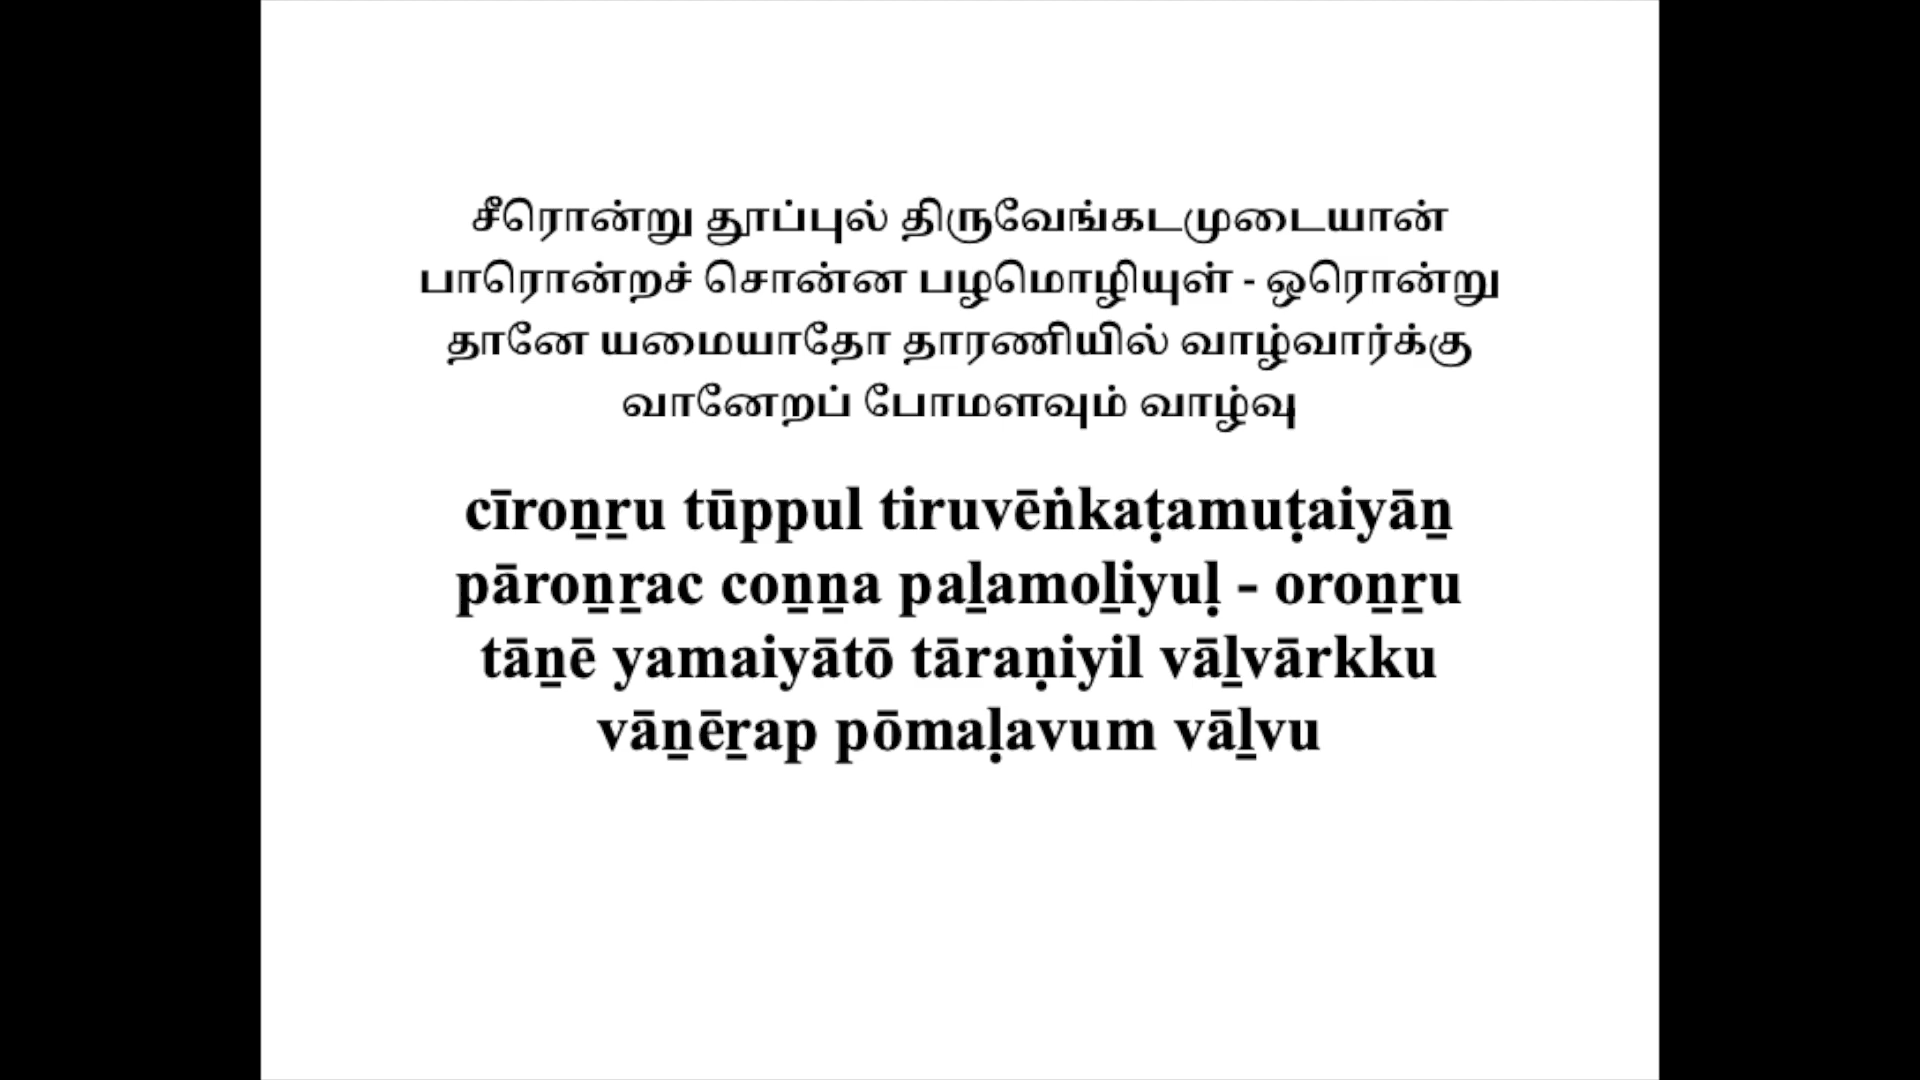 சீரொன்று தூப்புல் திருவேங்கடமுடையான்
பாரொன்றச் சொன்ன பழமொழியுள் - ஒரொன்று
தானே யமையாதோ தாரணியில் வாழ்வார்க்கு
வானேறப் போமளவும் வாழ்வு
cīroṉṟu tūppul tiruvēṅkaṭamuṭaiyāṉ
pāroṉṟac coṉṉa paḻamoḻiyuḷ - oroṉṟu
tāṉē yamaiyātō tāraṇiyil vāḻvārkku
vāṉēṟap pōmaḷavum vāḻvu